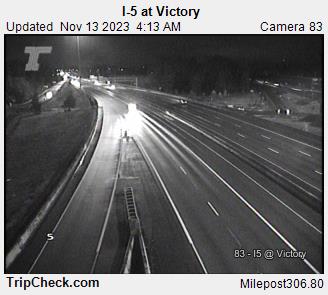 I-5 at Victory
Updated Nov 13 2023 4:13 AM Camera 83
T
S
83 - I5 @ Victory
TripCheck.com Milepost306.80